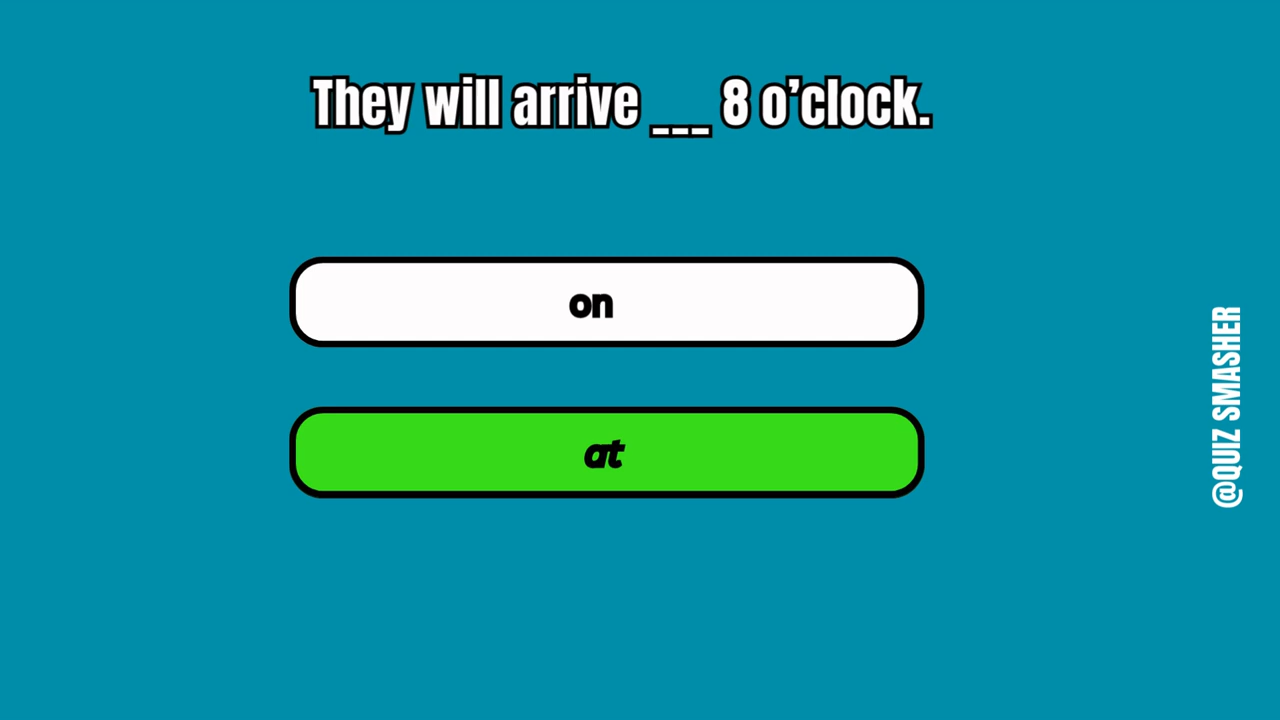 They will arrive ___ 8 o’clock.
on
at
@QUIZ SMASHER